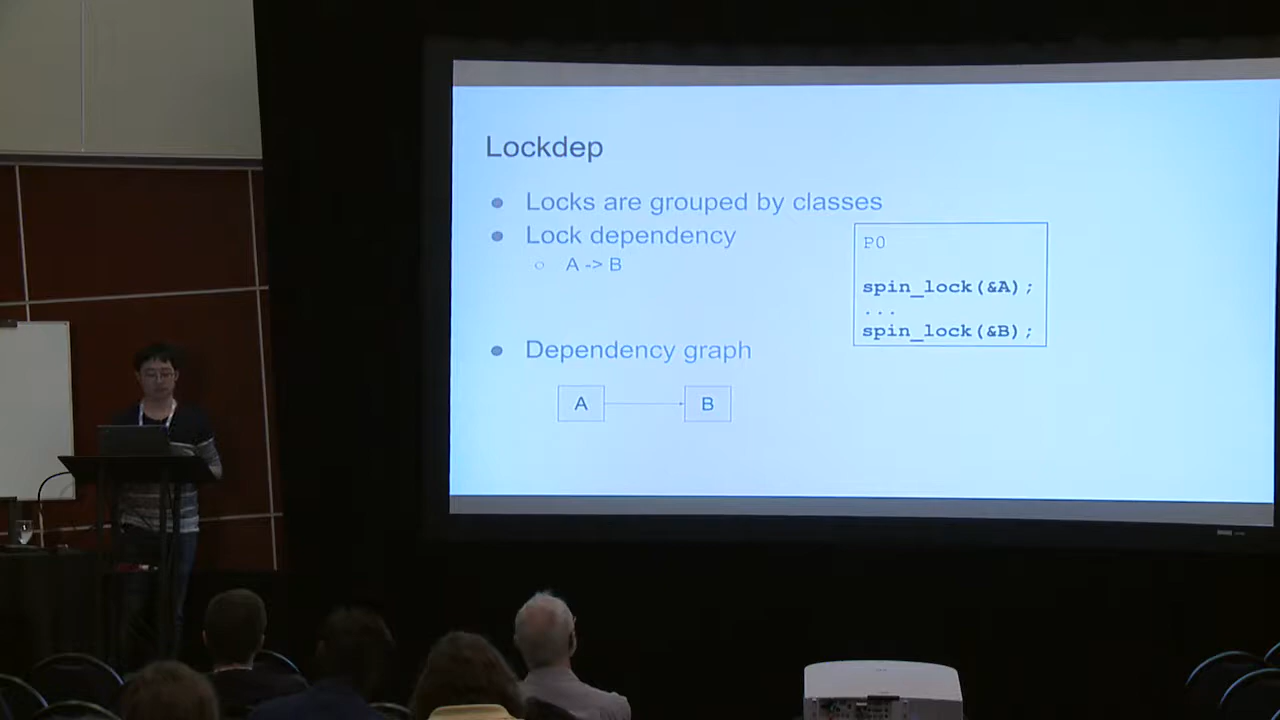 Lockdep
Locks are grouped by classes
Lock dependency
A -> B
P0
spin_lock(&A);
...
spin_lock(&B);
Dependency graph
A
B